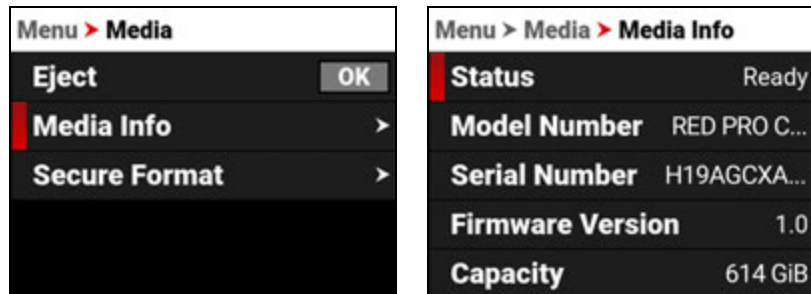 Menu > Media
Eject OK
Media Info >
Secure Format >
Menu > Media > Media Info
Status Ready
Model Number RED PRO C...
Serial Number H19AGCXA...
Firmware Version 1.0
Capacity 614 GiB